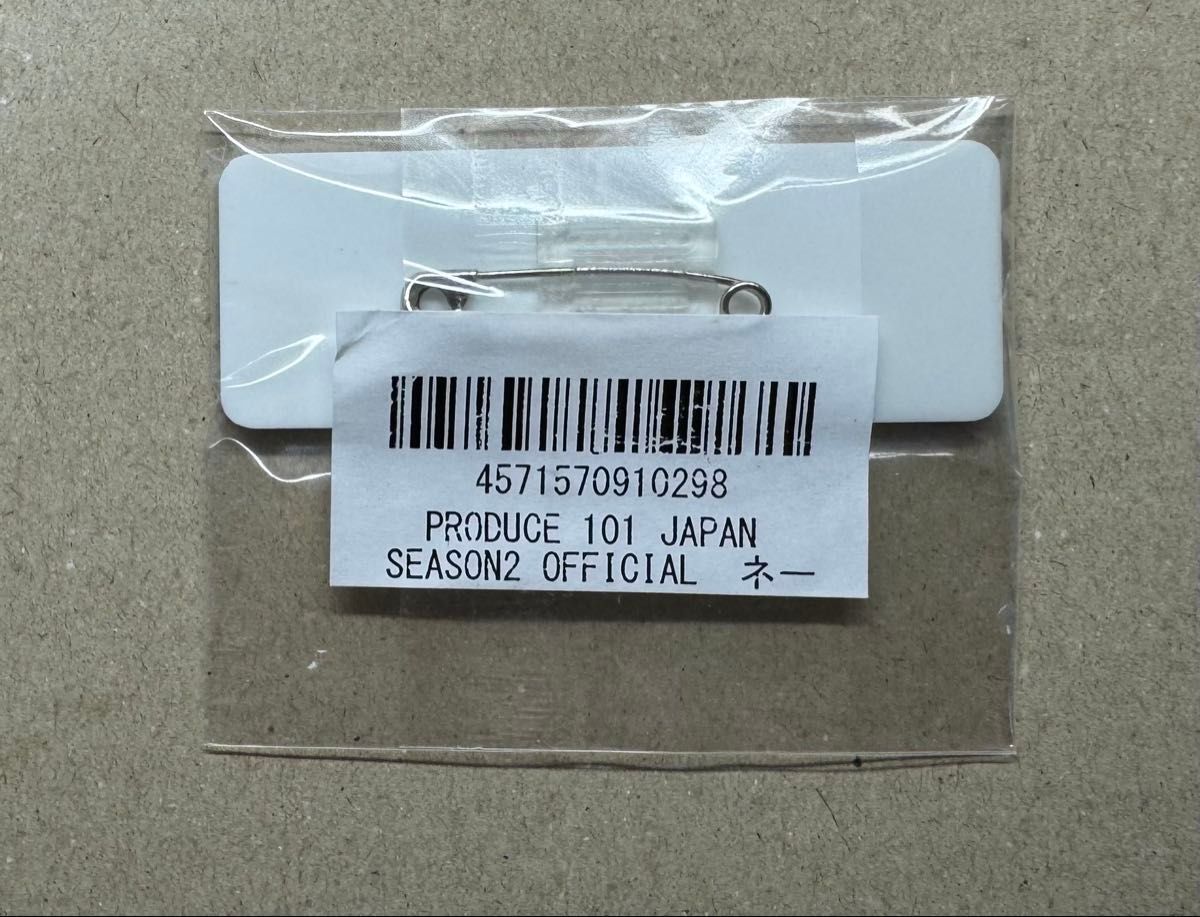 4571570910298
PRODUCE 101 JAPAN
SEASON2 OFFICIAL ネー